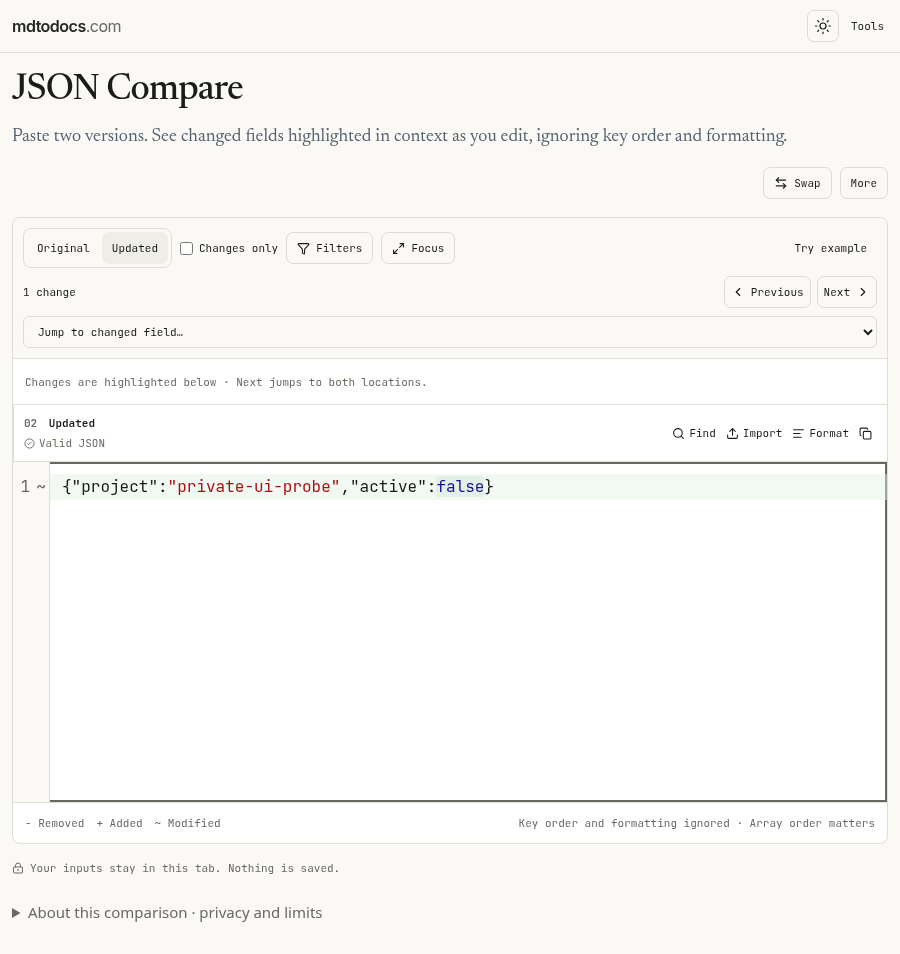 mdtodocs.com
Tools
JSON Compare
Paste two versions. See changed fields highlighted in context as you edit, ignoring key order and formatting.
Swap More
Original Updated Changes only Filters Focus Try example
1 change Previous Next
Jump to changed field…
Changes are highlighted below · Next jumps to both locations.
02 Updated
Valid JSON
Find Import Format
1 ~ {"project":"private-ui-probe","active":false}
- Removed + Added ~ Modified Key order and formatting ignored · Array order matters
Your inputs stay in this tab. Nothing is saved.
About this comparison · privacy and limits